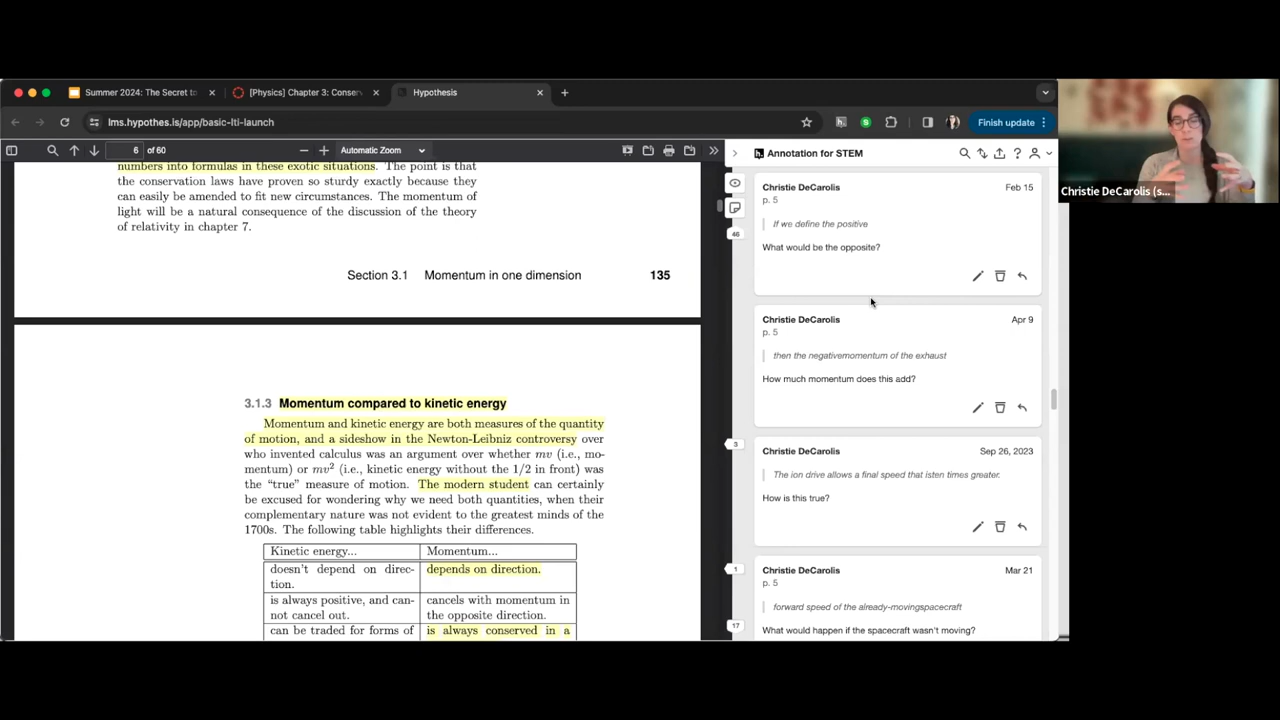 Summer 2024: The Secret to
[Physics] Chapter 3: Conser
Hypothesis
lms.hypothes.is/app/basic-lti-launch
Finish update
6 of 60
Automatic Zoom
numbers into formulas in these exotic situations. The point is that
the conservation laws have proven so sturdy exactly because they
can easily be amended to fit new circumstances. The momentum of
light will be a natural consequence of the discussion of the theory
of relativity in chapter 7.
Section 3.1 Momentum in one dimension 135
3.1.3 Momentum compared to kinetic energy
Momentum and kinetic energy are both measures of the quantity
of motion, and a sideshow in the Newton-Leibniz controversy over
who invented calculus was an argument over whether mv (i.e., mo-
mentum) or mv² (i.e., kinetic energy without the 1/2 in front) was
the “true” measure of motion. The modern student can certainly
be excused for wondering why we need both quantities, when their
complementary nature was not evident to the greatest minds of the
1700s. The following table highlights their differences.
Kinetic energy... Momentum...
doesn't depend on direc- depends on direction.
tion.
is always positive, and can- cancels with momentum in
not cancel out. the opposite direction.
can be traded for forms of is always conserved in a
Annotation for STEM
Christie DeCarolis Feb 15
p. 5
If we define the positive
What would be the opposite?
46
Christie DeCarolis Apr 9
p. 5
then the negativemomentum of the exhaust
How much momentum does this add?
3
Christie DeCarolis Sep 26, 2023
The ion drive allows a final speed that isten times greater.
How is this true?
1
Christie DeCarolis Mar 21
p. 5
forward speed of the already-movingspacecraft
17
What would happen if the spacecraft wasn't moving?
Christie DeCarolis (s...